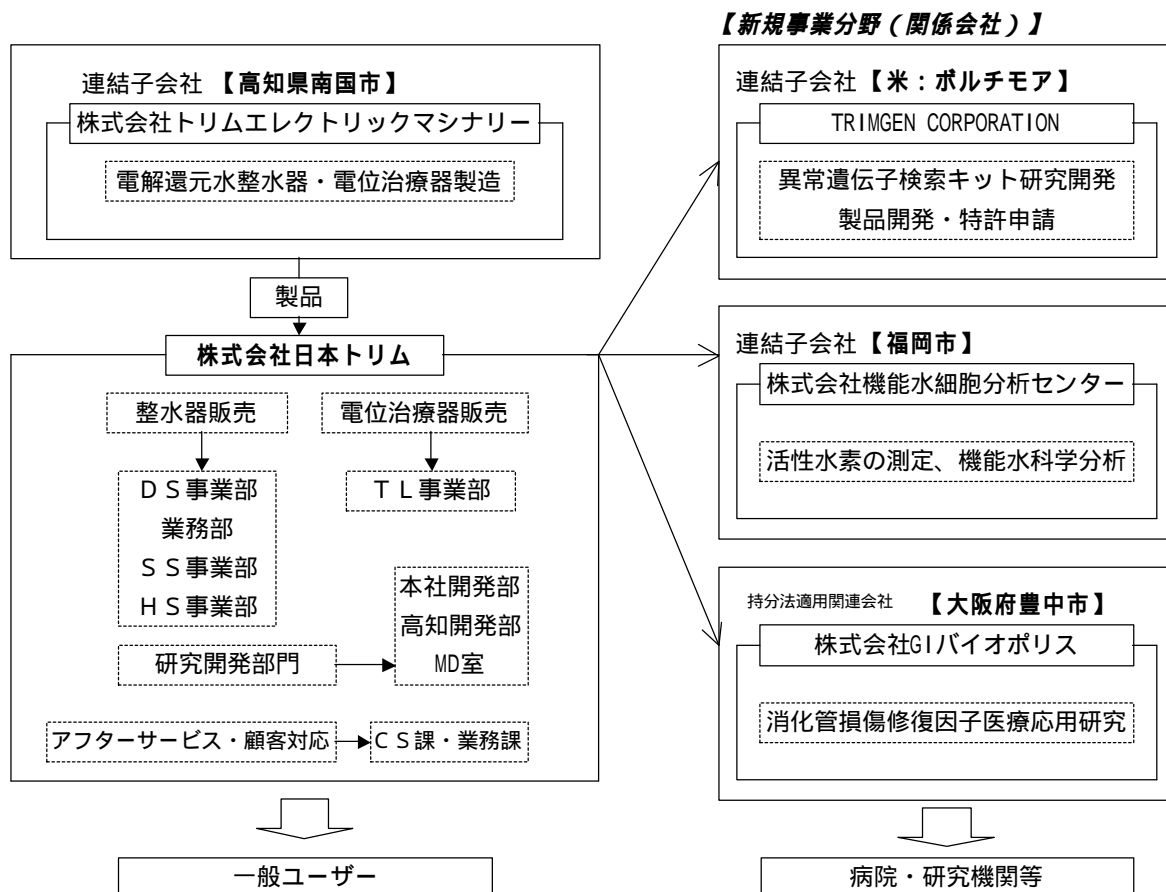 【新規事業分野（関係会社）】
連結子会社 【高知県南国市】
株式会社トリムエレクトリックマシナリー
電解還元水整水器・電位治療器製造
製品
株式会社日本トリム
整水器販売
電位治療器販売
ＤＳ事業部
業務部
ＳＳ事業部
ＨＳ事業部
ＴＬ事業部
研究開発部門
本社開発部
高知開発部
MD室
アフターサービス・顧客対応
ＣＳ課・業務課
一般ユーザー
連結子会社【米：ボルチモア】
TRIMGEN CORPORATION
異常遺伝子検索キット研究開発
製品開発・特許申請
連結子会社【福岡市】
株式会社機能水細胞分析センター
活性水素の測定、機能水科学分析
持分法適用関連会社 【大阪府豊中市】
株式会社GIバイオポリス
消化管損傷修復因子医療応用研究
病院・研究機関等